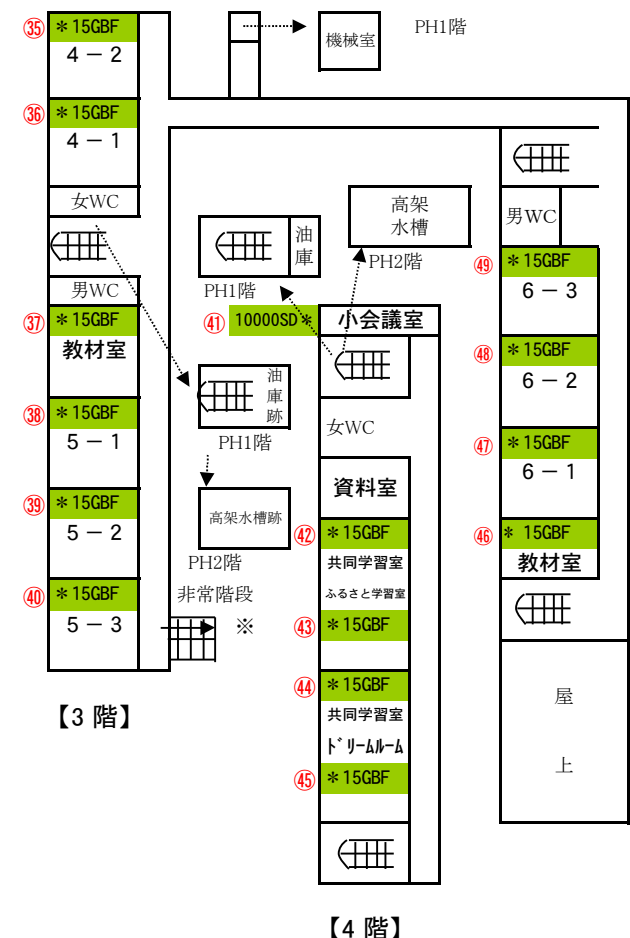 ㉟ ＊15GBF
４－２
㊱ ＊15GBF
４－１
女WC
男WC
㊲ ＊15GBF
教材室
㊳ ＊15GBF
５－１
㊴ ＊15GBF
５－２
㊵ ＊15GBF
５－３
【3 階】
機械室
PH1階
高架
水槽
PH2階
油
庫
PH1階
㊶ 10000SD＊
小会議室
油
庫
跡
PH1階
高架水槽跡
PH2階
非常階段
※
女WC
資料室
㊷ ＊15GBF
共同学習室
ふるさと学習室
㊸ ＊15GBF
㊹ ＊15GBF
共同学習室
ﾄﾞﾘｰﾑﾙｰﾑ
㊺ ＊15GBF
【4 階】
男WC
㊾ ＊15GBF
６－３
㊽ ＊15GBF
６－２
㊼ ＊15GBF
６－１
㊻ ＊ 15GBF
教材室
屋
上